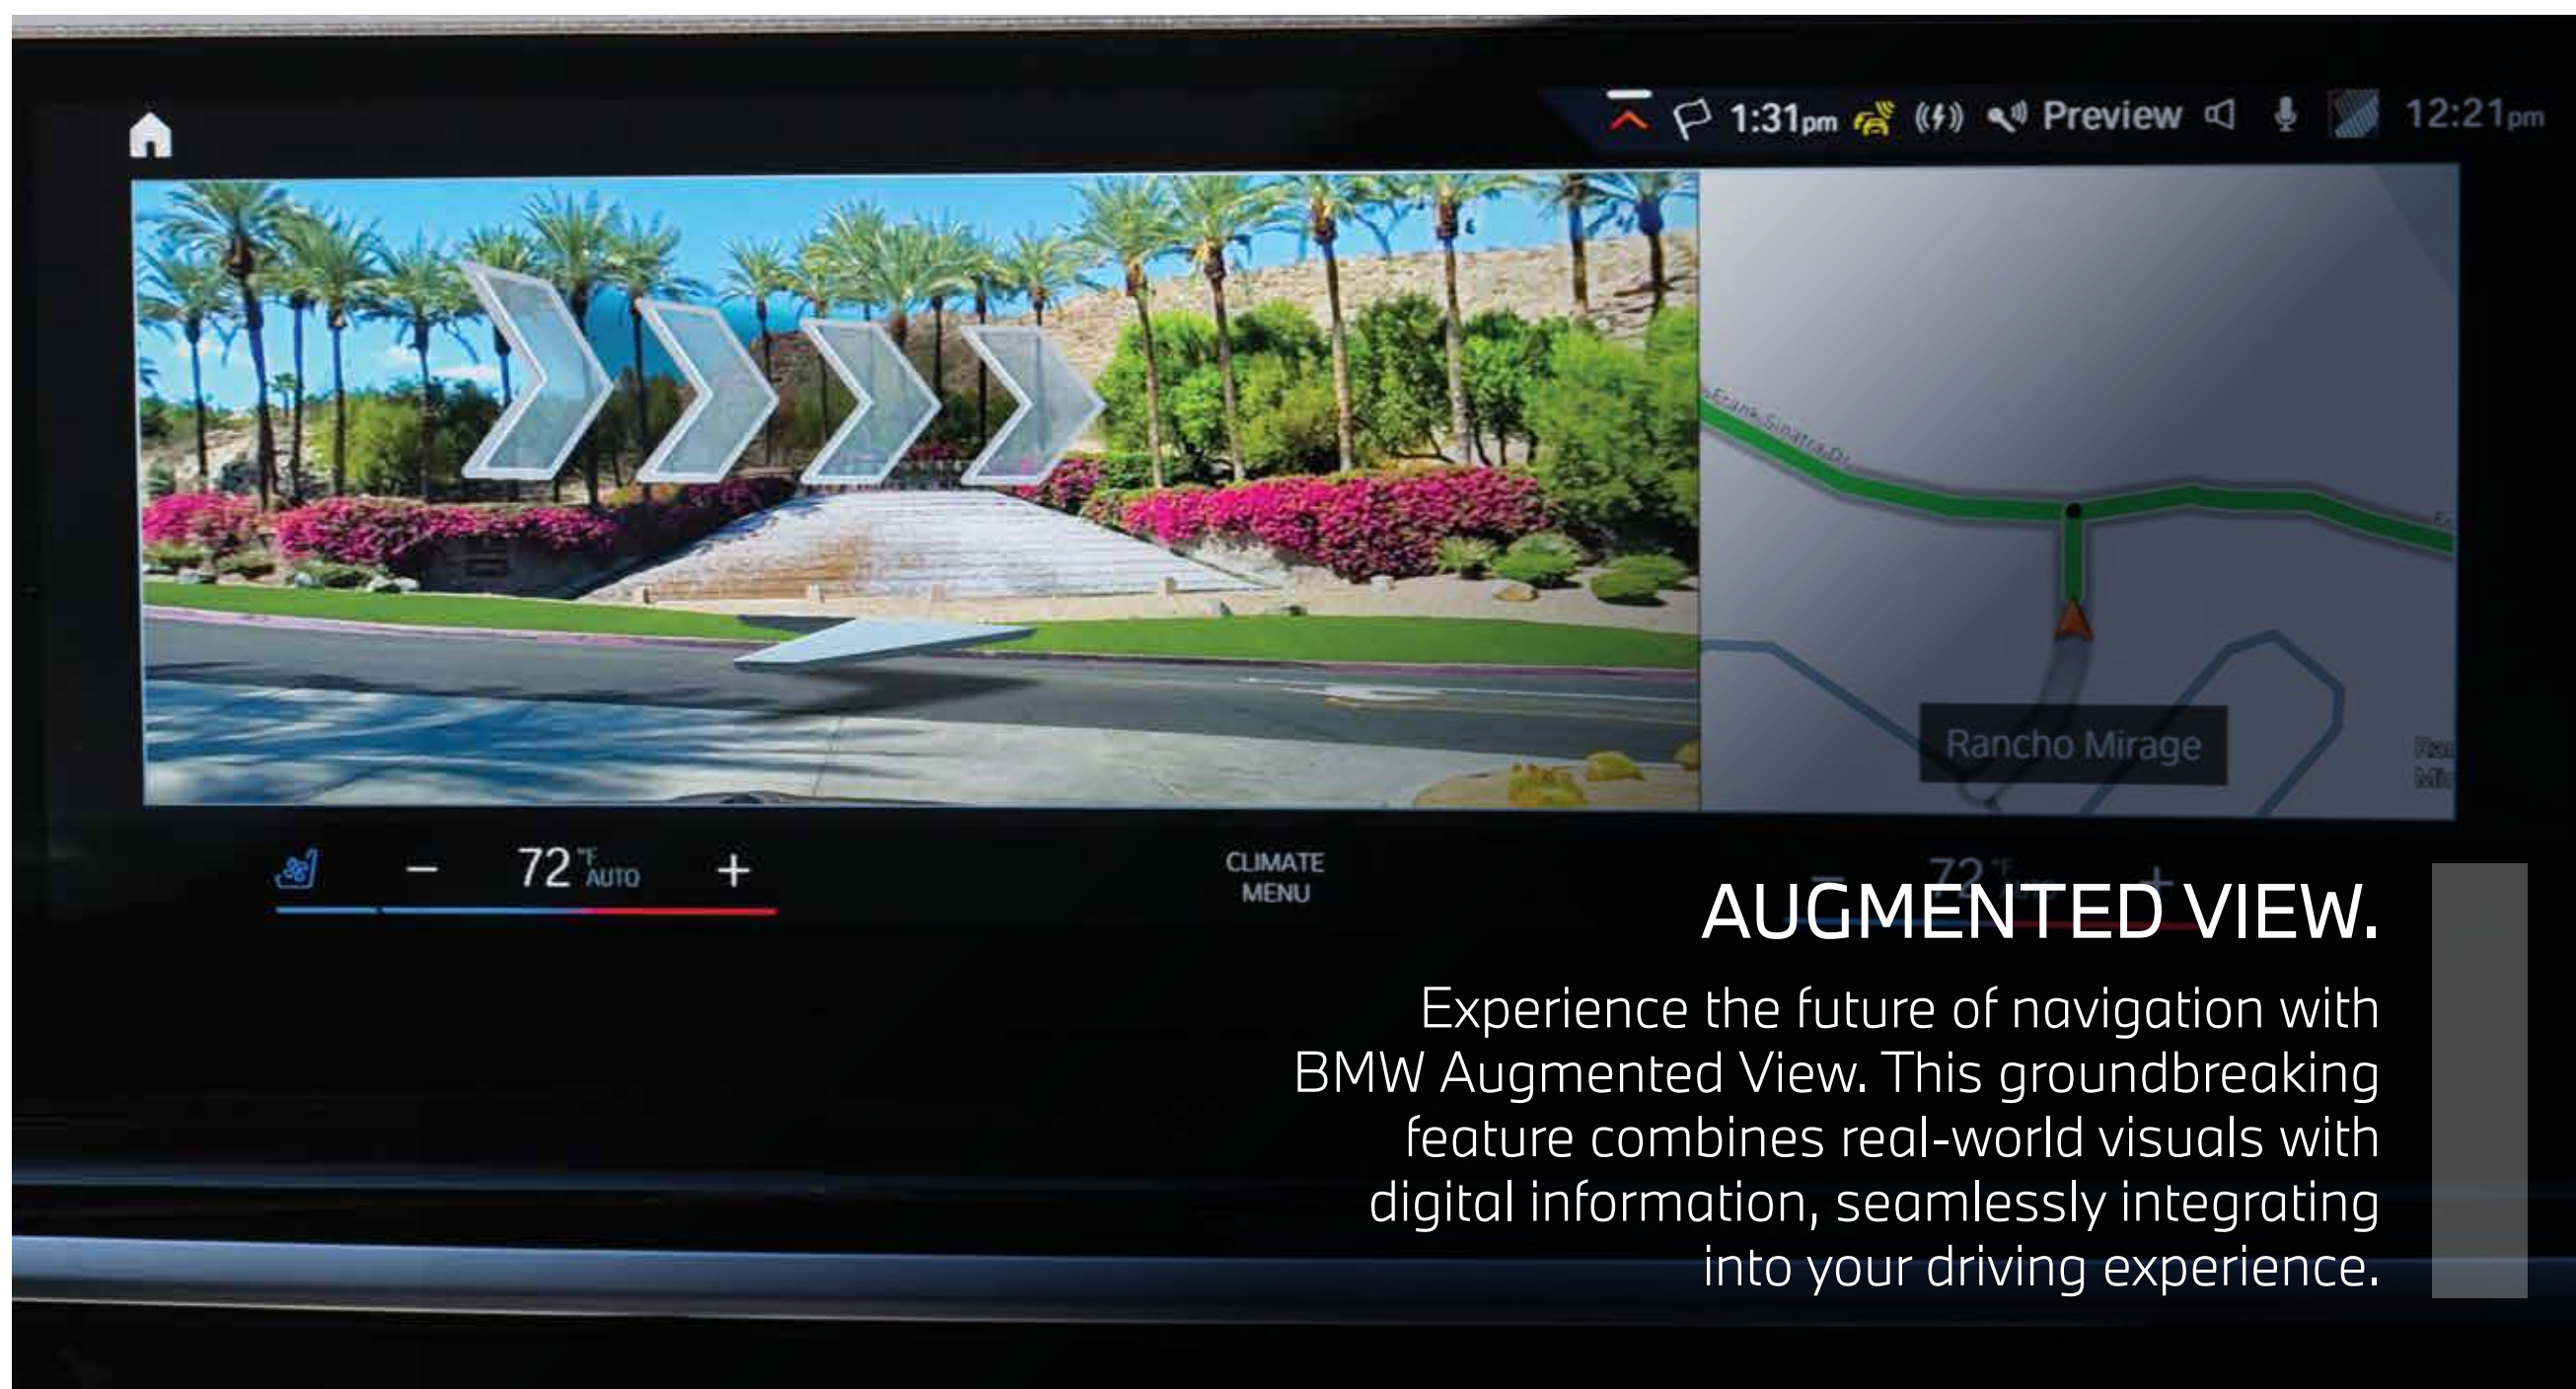 1:31pm Preview 12:21pm
Frank Sinatra Dr
Rancho Mirage
72 °F AUTO
CLIMATE
MENU
72 °F AUTO
AUGMENTED VIEW.
Experience the future of navigation with
BMW Augmented View. This groundbreaking
feature combines real-world visuals with
digital information, seamlessly integrating
into your driving experience.